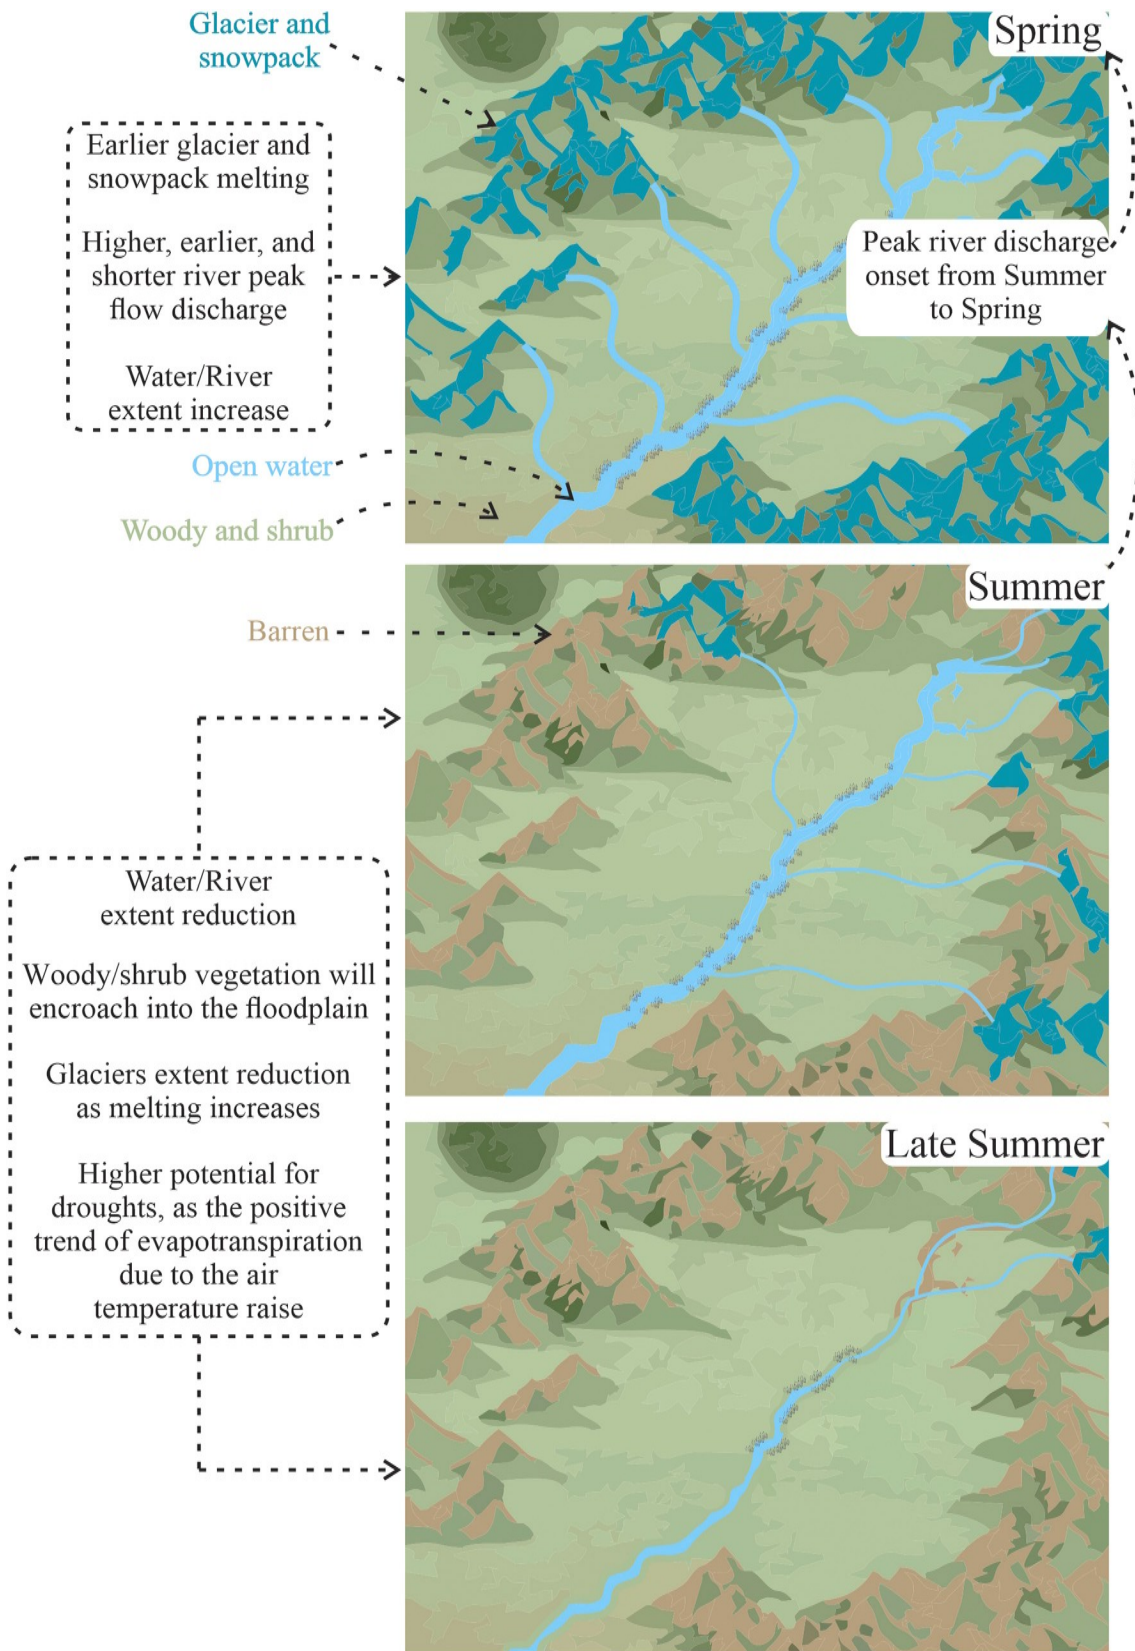 Glacier and
snowpack
Spring
Earlier glacier and
snowpack melting
Higher, earlier, and
shorter river peak
flow discharge
Water/River
extent increase
Peak river discharge
onset from Summer
to Spring
Open water
Woody and shrub
Summer
Barren
Water/River
extent reduction
Woody/shrub vegetation will
encroach into the floodplain
Glaciers extent reduction
as melting increases
Higher potential for
droughts, as the positive
trend of evapotranspiration
due to the air
temperature raise
Late Summer